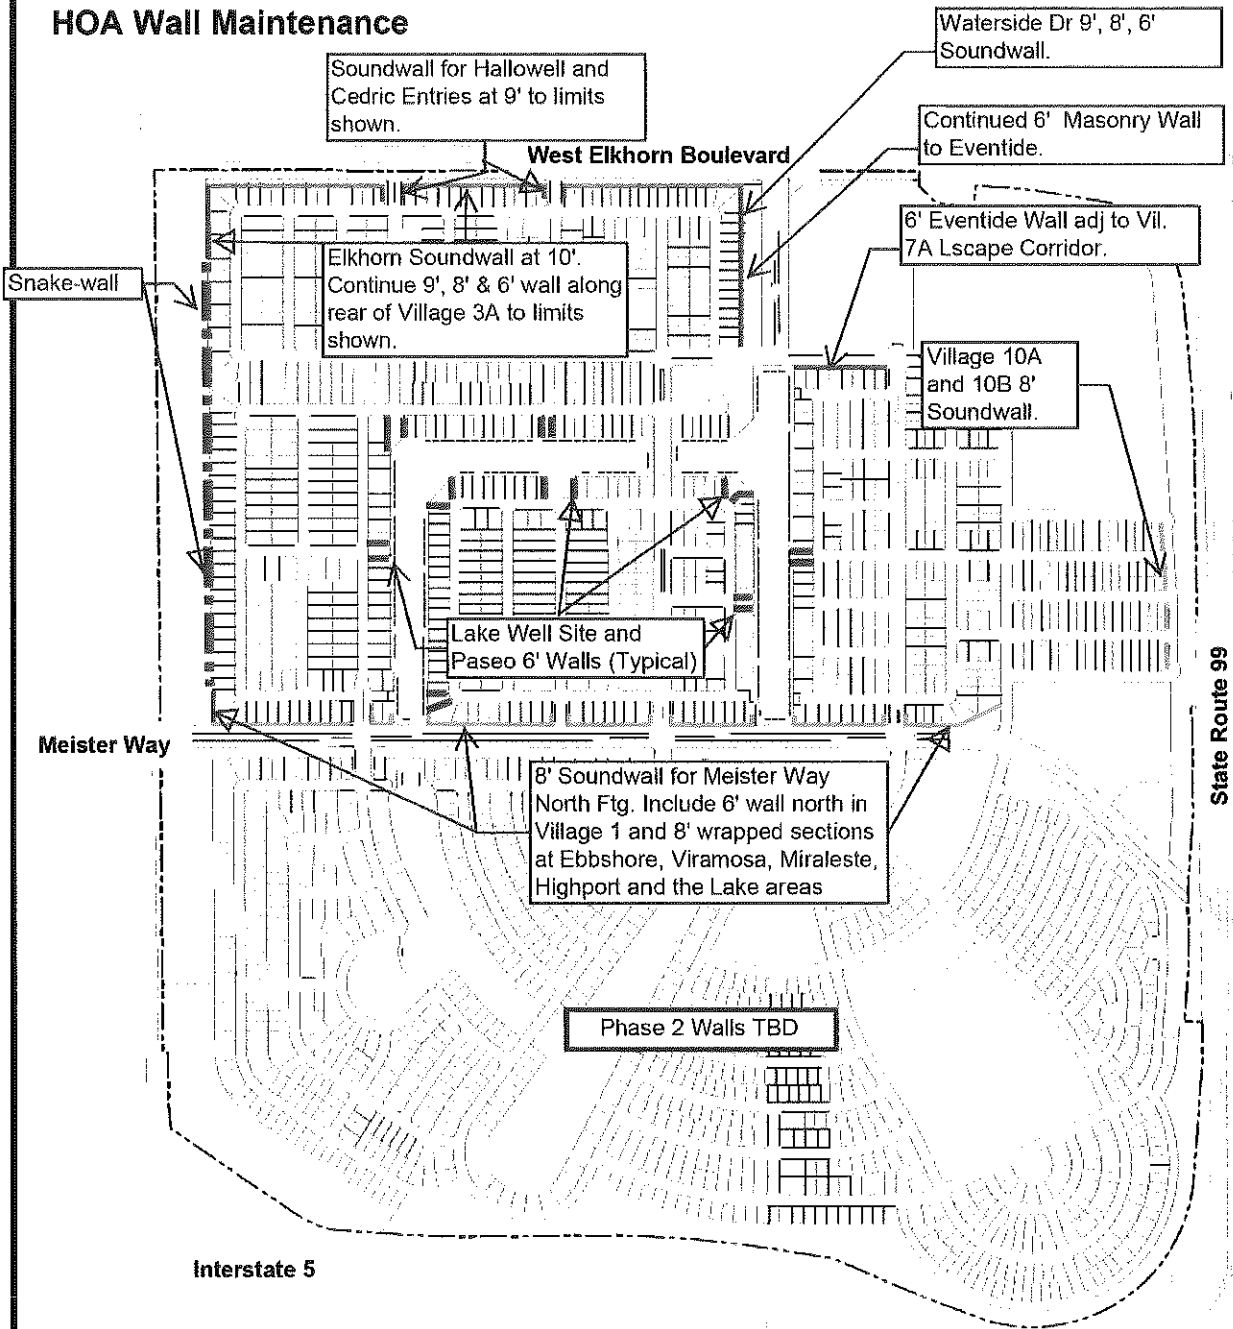 HOA Wall Maintenance
Waterside Dr 9', 8', 6'
Soundwall.
Soundwall for Hallowell and
Cedric Entries at 9' to limits
shown.
Continued 6' Masonry Wall
to Eventide.
West Elkhorn Boulevard
6' Eventide Wall adj to Vil.
7A Lscape Corridor.
Elkhorn Soundwall at 10'.
Continue 9', 8' & 6' wall along
rear of Village 3A to limits
shown.
Snake-wall
Village 10A
and 10B 8'
Soundwall.
Lake Well Site and
Paseo 6' Walls (Typical)
State Route 99
Meister Way
8' Soundwall for Meister Way
North Ftg. Include 6' wall north in
Village 1 and 8' wrapped sections
at Ebbshore, Viramosa, Miraleste,
Highport and the Lake areas
Phase 2 Walls TBD
Interstate 5